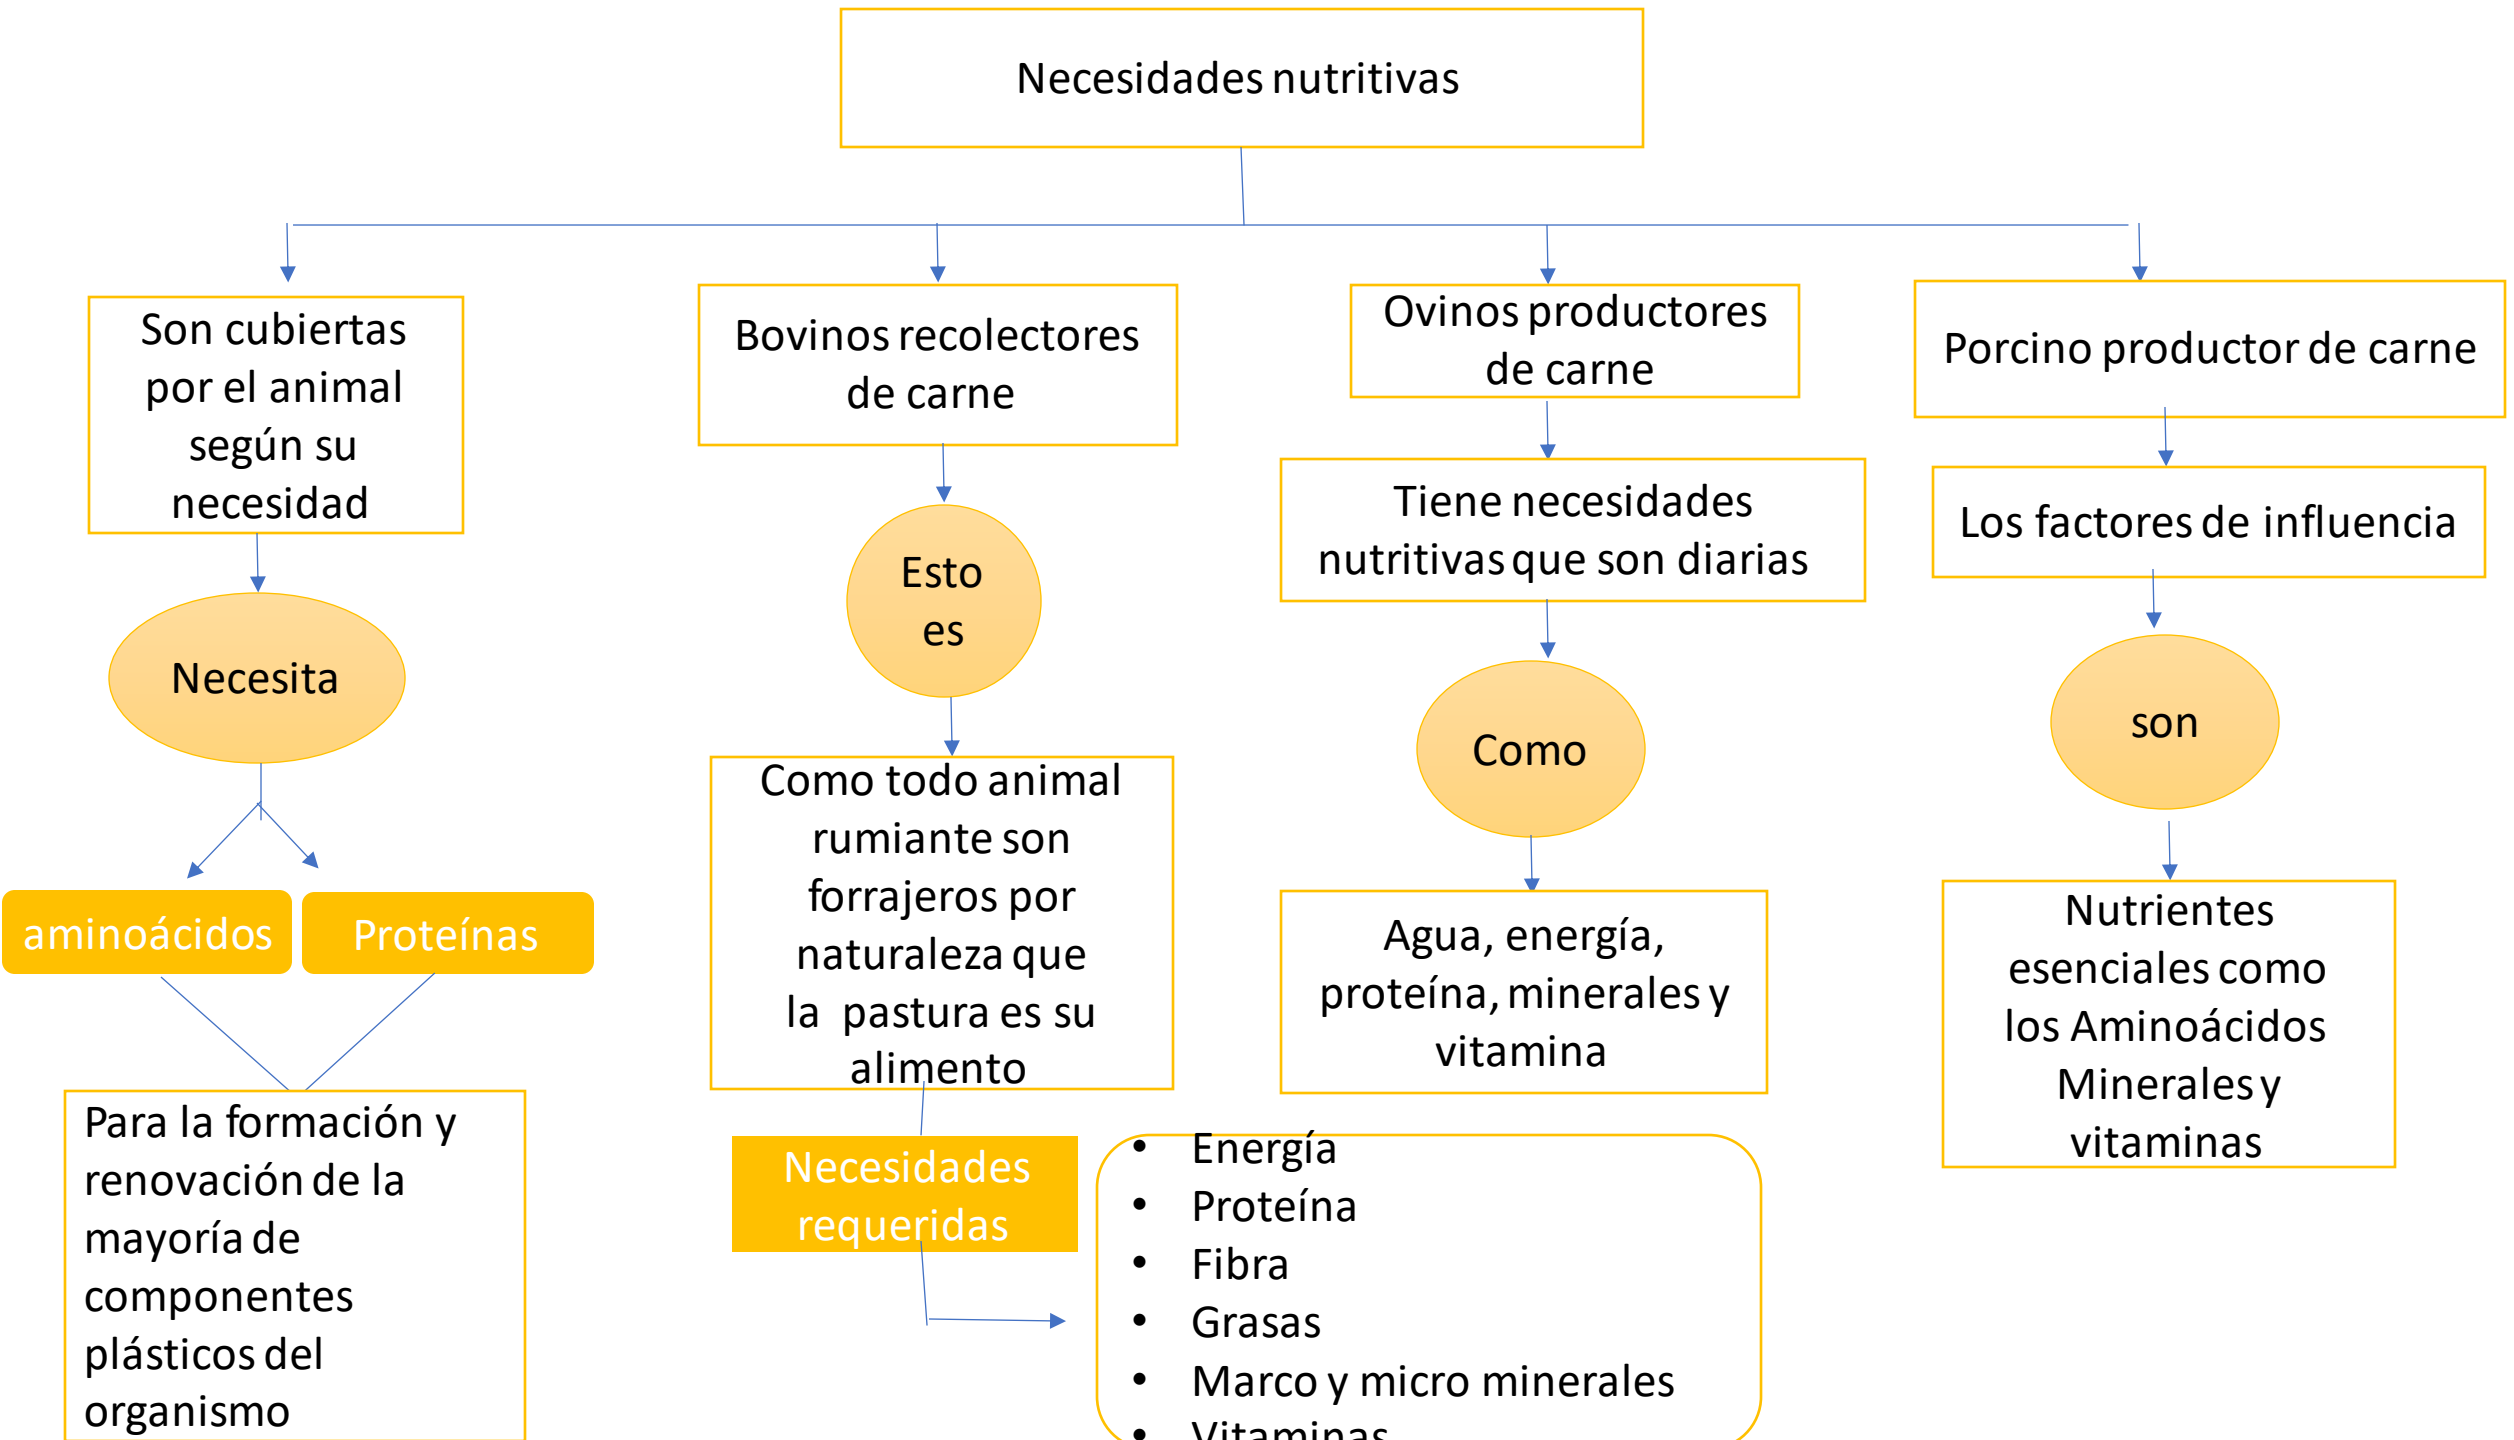 Necesidades nutritivas
Son cubiertas
por el animal
según su
necesidad
Necesita
aminoácidos
Proteínas
Para la formación y
renovación de la
mayoría de
componentes
plásticos del
organismo
Bovinos recolectores
de carne
Esto
es
Como todo animal
rumiante son
forrajeros por
naturaleza que
la pastura es su
alimento
Necesidades
requeridas
• Energía
• Proteína
• Fibra
• Grasas
• Marco y micro minerales
• Vitaminas
Ovinos productores
de carne
Tiene necesidades
nutritivas que son diarias
Como
Agua, energía,
proteína, minerales y
vitamina
Porcino productor de carne
Los factores de influencia
son
Nutrientes
esenciales como
los Aminoácidos
Minerales y
vitaminas